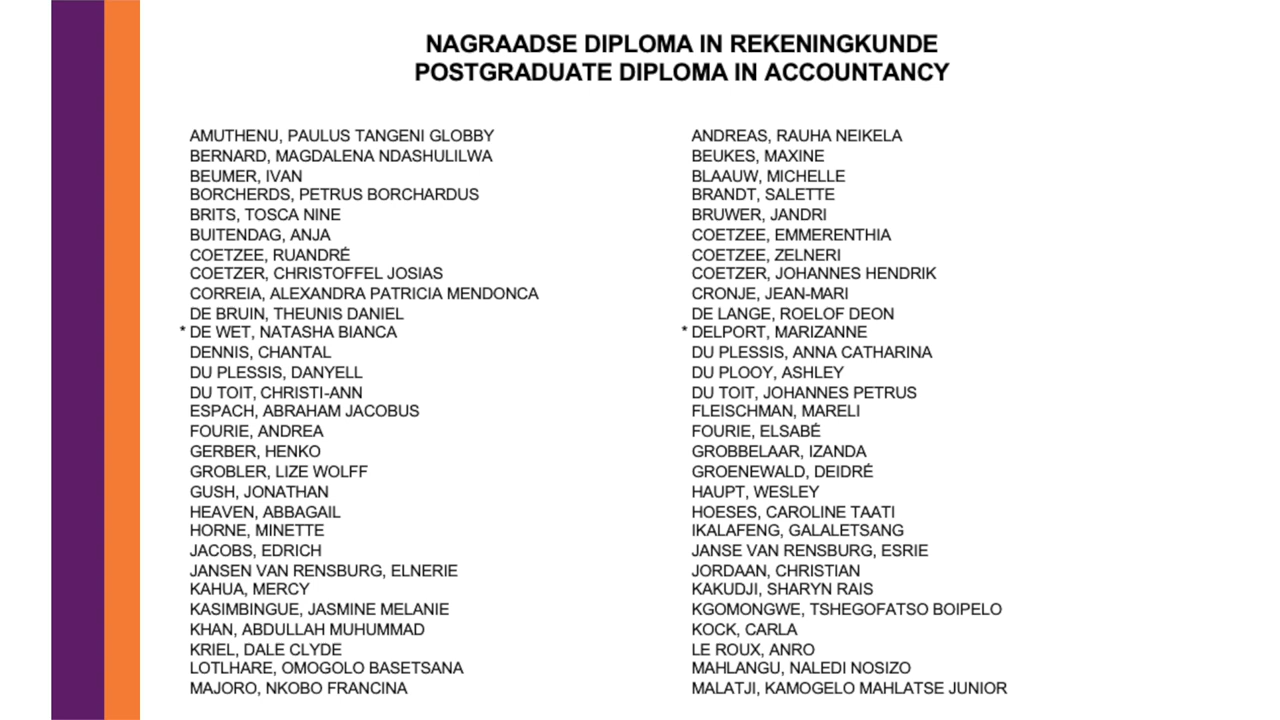 NAGRAADSE DIPLOMA IN REKENINGKUNDE
POSTGRADUATE DIPLOMA IN ACCOUNTANCY
AMUTHENU, PAULUS TANGENI GLOBBY
ANDREAS, RAUHA NEIKELA
BERNARD, MAGDALENA NDASHULILWA
BEUKES, MAXINE
BEUMER, IVAN
BLAAUW, MICHELLE
BORCHERDS, PETRUS BORCHARDUS
BRANDT, SALETTE
BRITS, TOSCA NINE
BRUWER, JANDRI
BUITENDAG, ANJA
COETZEE, EMMERENTHIA
COETZEE, RUANDRÉ
COETZEE, ZELNERI
COETZER, CHRISTOFFEL JOSIAS
COETZER, JOHANNES HENDRIK
CORREIA, ALEXANDRA PATRICIA MENDONCA
CRONJE, JEAN-MARI
DE BRUIN, THEUNIS DANIEL
DE LANGE, ROELOF DEON
* DE WET, NATASHA BIANCA
* DELPORT, MARIZANNE
DENNIS, CHANTAL
DU PLESSIS, ANNA CATHARINA
DU PLESSIS, DANYELL
DU PLOOY, ASHLEY
DU TOIT, CHRISTI-ANN
DU TOIT, JOHANNES PETRUS
ESPACH, ABRAHAM JACOBUS
FLEISCHMAN, MARELI
FOURIE, ANDREA
FOURIE, ELSABÉ
GERBER, HENKO
GROBBELAAR, IZANDA
GROBLER, LIZE WOLFF
GROENEWALD, DEIDRÉ
GUSH, JONATHAN
HAUPT, WESLEY
HEAVEN, ABBAGAIL
HOESES, CAROLINE TAATI
HORNE, MINETTE
IKALAFENG, GALALETSANG
JACOBS, EDRICH
JANSE VAN RENSBURG, ESRIE
JANSEN VAN RENSBURG, ELNERIE
JORDAAN, CHRISTIAN
KAHUA, MERCY
KAKUDJI, SHARYN RAIS
KASIMBINGUE, JASMINE MELANIE
KGOMONGWE, TSHEGOFATSO BOIPELO
KHAN, ABDULLAH MUHUMMAD
KOCK, CARLA
KRIEL, DALE CLYDE
LE ROUX, ANRO
LOTLHARE, OMOGOLO BASETSANA
MAHLANGU, NALEDI NOSIZO
MAJORO, NKOBO FRANCINA
MALATJI, KAMOGELO MAHLATSE JUNIOR